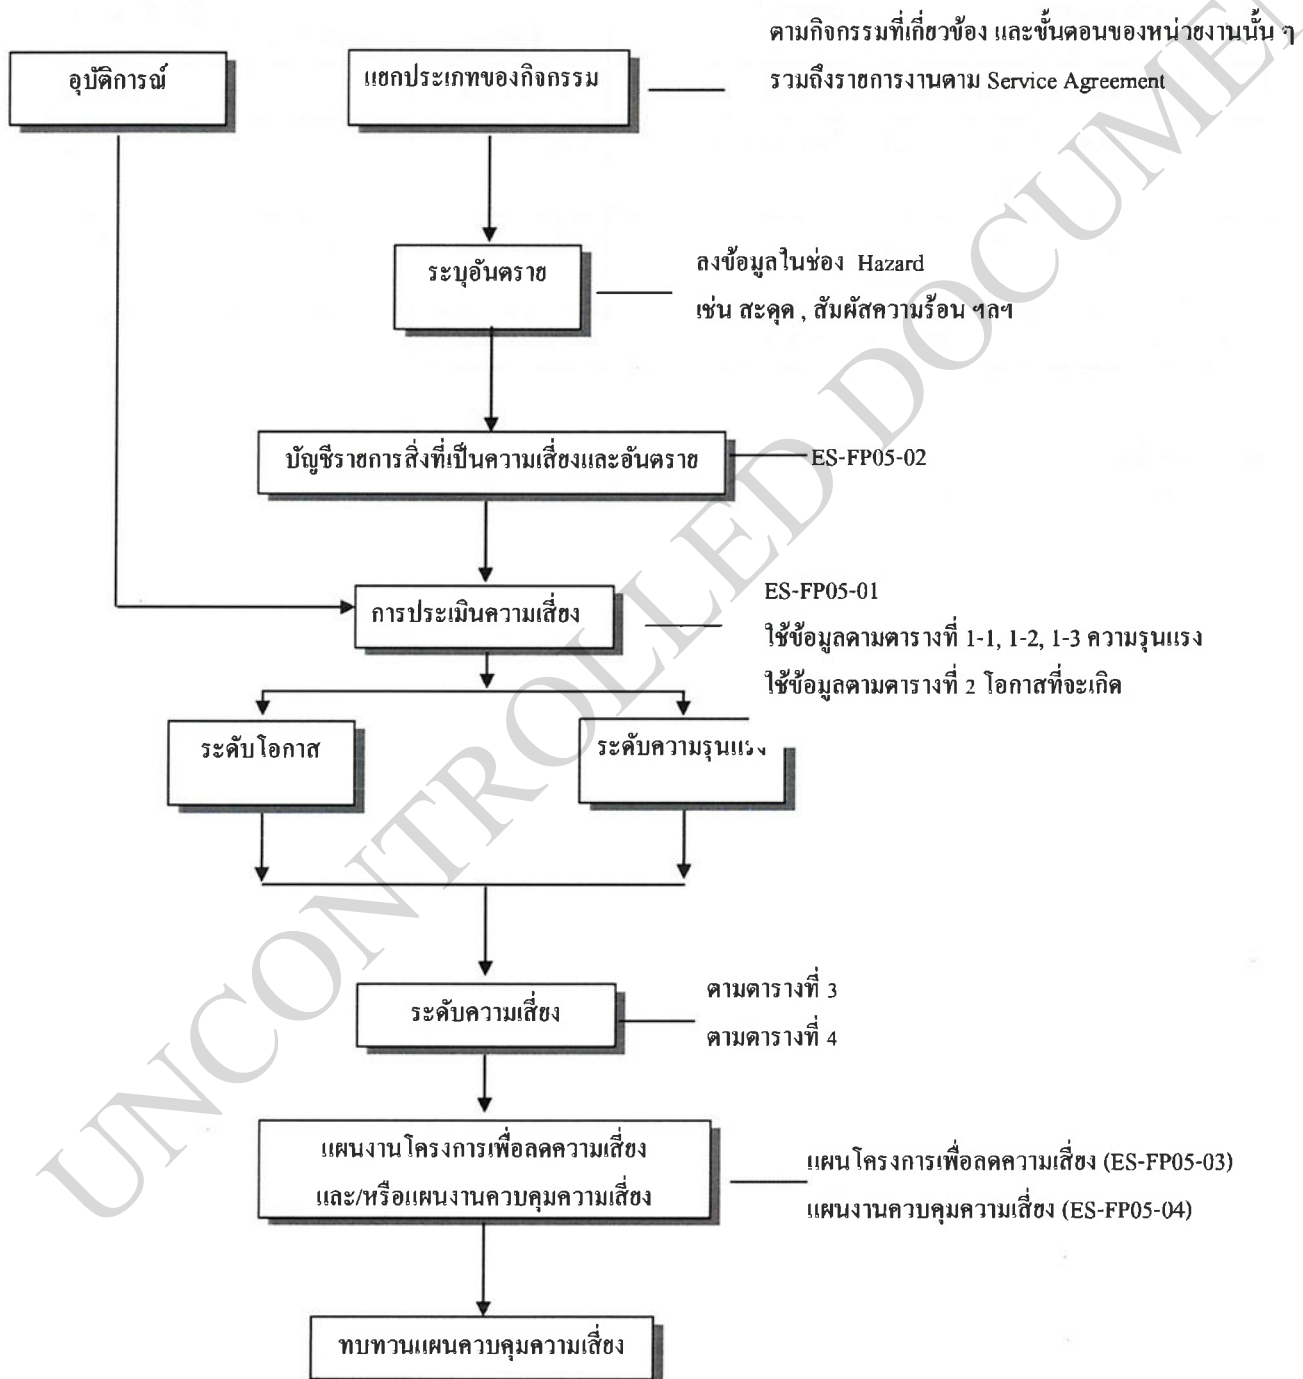 ตามกิจกรรมที่เกี่ยวข้อง และขั้นตอนของหน่วยงานนั้น ๆ
รวมถึงรายการงานตาม Service Agreement
อุบัติการณ์
แยกประเภทของกิจกรรม
ระบุอันตราย
ลงข้อมูลในช่อง Hazard
เช่น สะดุด , สัมผัสความร้อน ฯลฯ
บัญชีรายการสิ่งที่เป็นความเสี่ยงและอันตราย
ES-FP05-02
การประเมินความเสี่ยง
ES-FP05-01
ใช้ข้อมูลตามตารางที่ 1-1, 1-2, 1-3 ความรุนแรง
ใช้ข้อมูลตามตารางที่ 2 โอกาสที่จะเกิด
ระดับโอกาส
ระดับความรุนแรง
ระดับความเสี่ยง
ตามตารางที่ 3
ตามตารางที่ 4
แผนงานโครงการเพื่อลดความเสี่ยง
และ/หรือแผนงานควบคุมความเสี่ยง
แผนโครงการเพื่อลดความเสี่ยง (ES-FP05-03)
แผนงานควบคุมความเสี่ยง (ES-FP05-04)
ทบทวนแผนควบคุมความเสี่ยง
UNCONTROLLED DOCUME